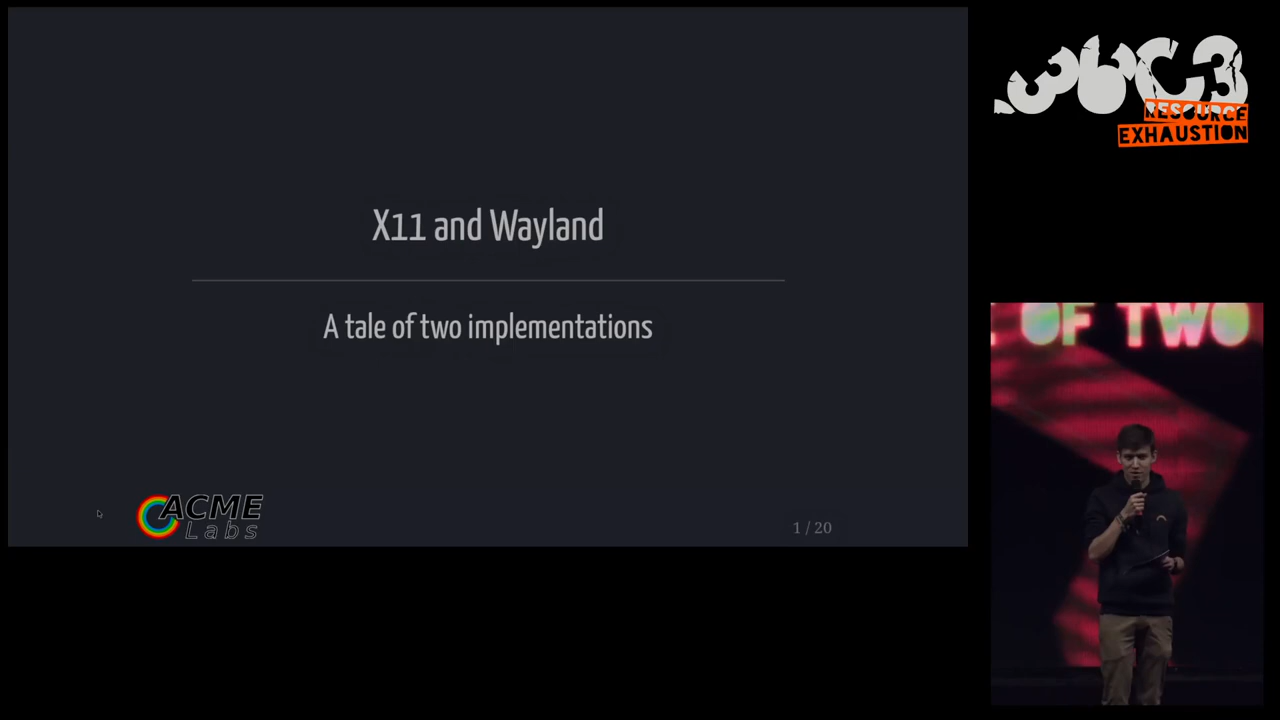 X11 and Wayland
A tale of two implementations
ACME
Labs
1 / 20
36C3
RESOURCE
EXHAUSTION
OF TWO